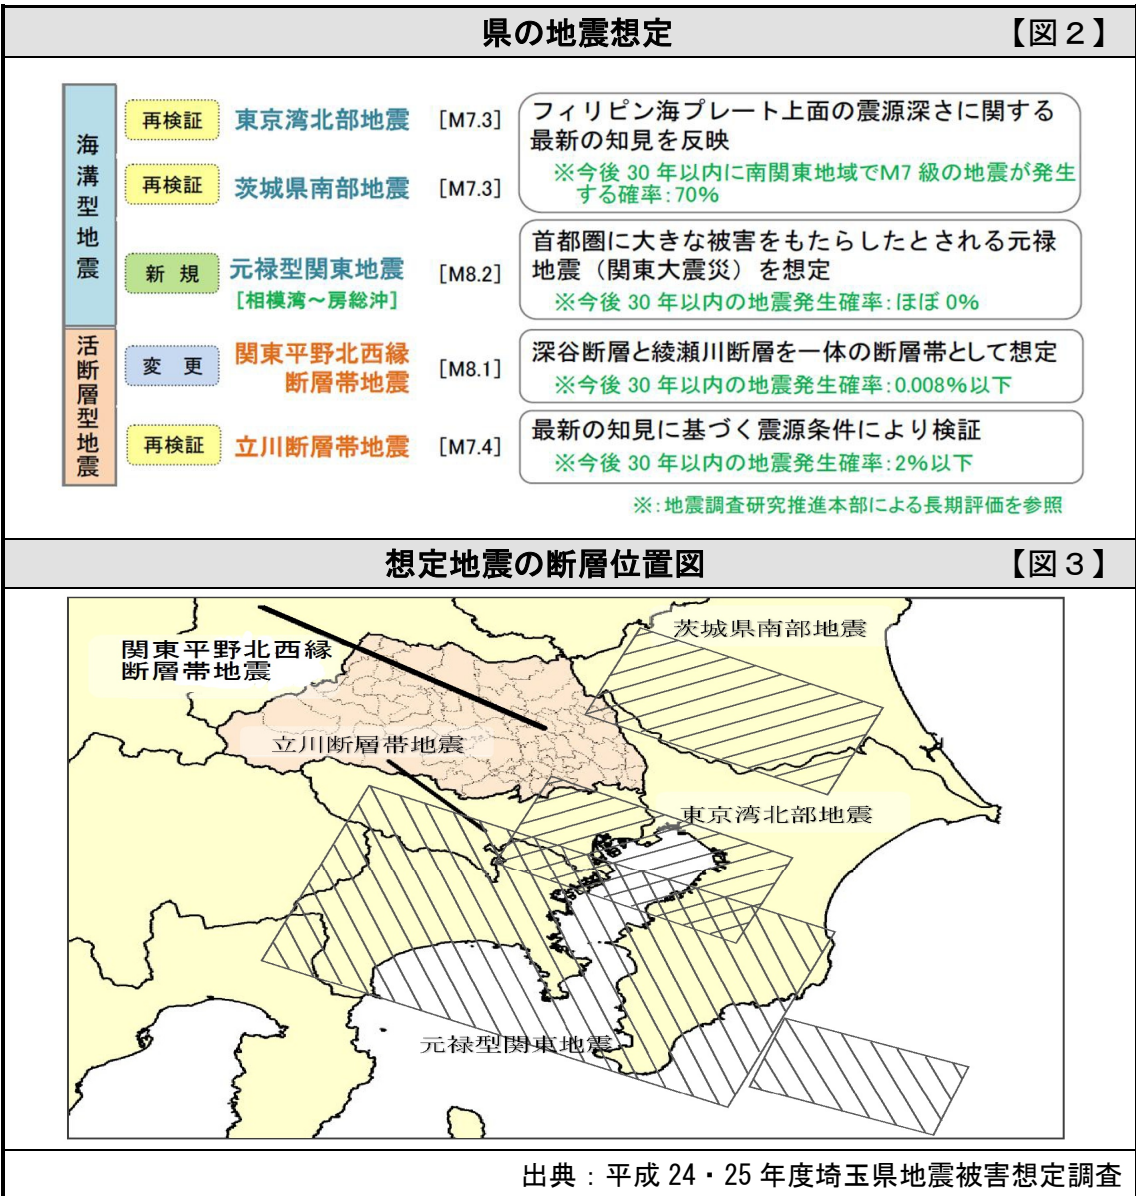 県の地震想定 【図2】
海溝型地震
再検証 東京湾北部地震 [M7.3]
フィリピン海プレート上面の震源深さに関する
最新の知見を反映
※今後 30 年以内に南関東地域でM7 級の地震が発生
する確率:70%
再検証 茨城県南部地震 [M7.3]
新 規 元禄型関東地震 [M8.2]
[相模湾～房総沖]
首都圏に大きな被害をもたらしたとされる元禄
地震（関東大震災）を想定
※今後 30 年以内の地震発生確率:ほぼ 0%
活断層型地震
変 更 関東平野北西縁
断層帯地震 [M8.1]
深谷断層と綾瀬川断層を一体の断層帯として想定
※今後 30 年以内の地震発生確率:0.008%以下
再検証 立川断層帯地震 [M7.4]
最新の知見に基づく震源条件により検証
※今後 30 年以内の地震発生確率:2%以下
※:地震調査研究推進本部による長期評価を参照
想定地震の断層位置図 【図3】
茨城県南部地震
関東平野北西縁
断層帯地震
立川断層帯地震
東京湾北部地震
元禄型関東地震
出典：平成 24・25 年度埼玉県地震被害想定調査